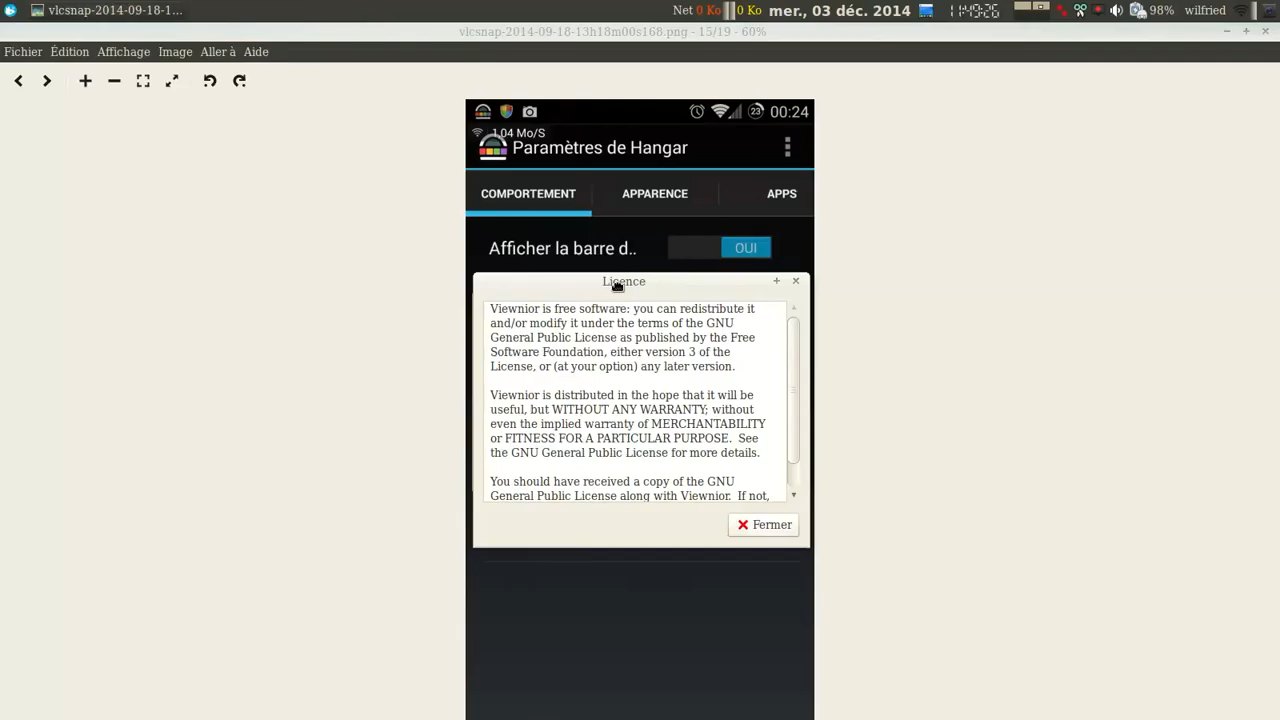 vlcsnap-2014-09-18-1...
Net 0 Ko 0 Ko mer., 03 déc. 2014 98% wilfried
vlcsnap-2014-09-18-13h18m00s168.png - 15/19 - 60%
Fichier Édition Affichage Image Aller à Aide
23 00:24
1.04 Mo/S
Paramètres de Hangar
COMPORTEMENT APPARENCE APPS
Afficher la barre d.. OUI
Licence
Viewnior is free software: you can redistribute it
and/or modify it under the terms of the GNU
General Public License as published by the Free
Software Foundation, either version 3 of the
License, or (at your option) any later version.
Viewnior is distributed in the hope that it will be
useful, but WITHOUT ANY WARRANTY; without
even the implied warranty of MERCHANTABILITY
or FITNESS FOR A PARTICULAR PURPOSE. See
the GNU General Public License for more details.
You should have received a copy of the GNU
General Public License along with Viewnior. If not,
Fermer